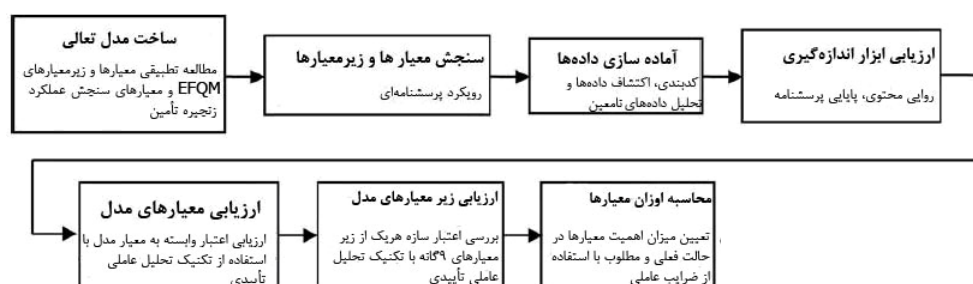 ساخت مدل تعالی
مطالعه تطبیقی معیارها و زیرمعیارهای
EFQM و معیارهای سنجش عملکرد
زنجیره تأمین
سنجش معیار ها و زیرمعیارها
رویکرد پرسشنامه‌ای
آماده سازی داده‌ها
کدبندی، اکتشاف داده‌ها و
تحلیل داده‌های نامعین
ارزیابی ابزار اندازه‌گیری
روایی محتوی، پایایی پرسشنامه
ارزیابی معیارهای مدل
ارزیابی اعتبار وابسته به معیار مدل با
استفاده از تکنیک تحلیل عاملی
تأییدی
ارزیابی زیر معیارهای مدل
بررسی اعتبار سازه هریک از زیر
معیارهای ۹گانه با تکنیک تحلیل
عاملی تأییدی
محاسبه اوزان معیارها
تعیین میزان اهمیت معیارها در
حالت فعلی و مطلوب با استفاده
از ضرایب عاملی